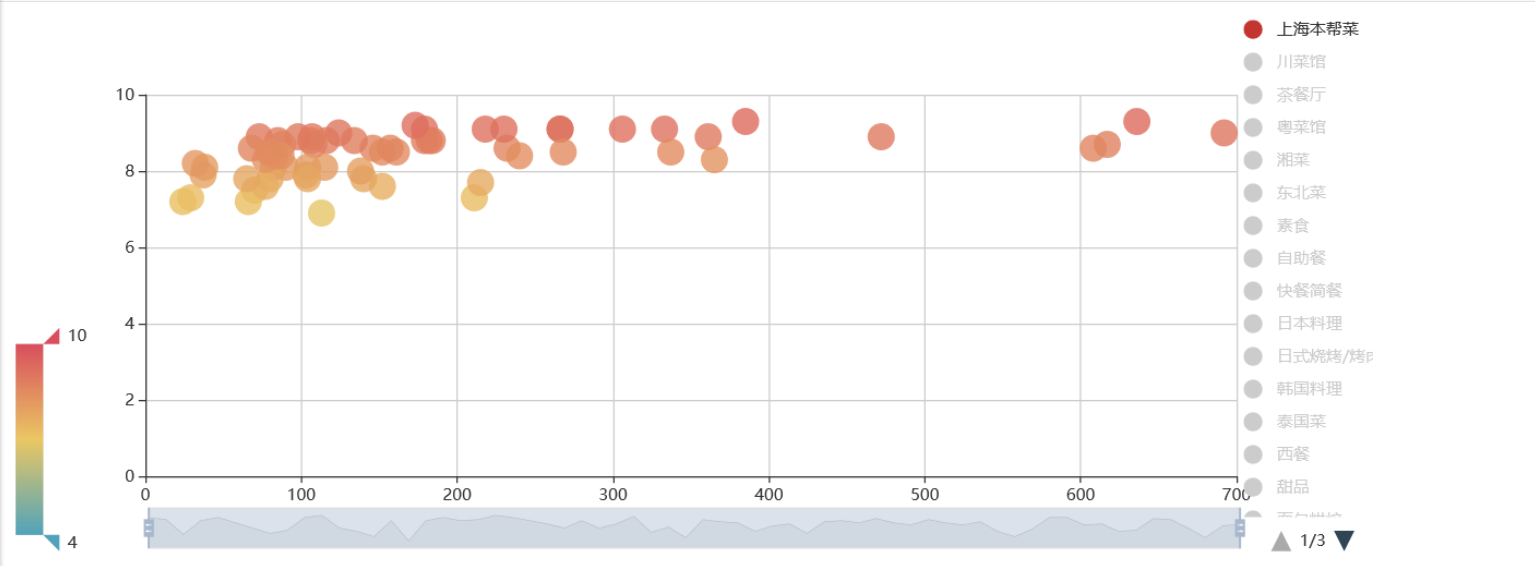 10
8
6
4
2
0
0 100 200 300 400 500 600 700
10
4
上海本帮菜
川菜馆
茶餐厅
粤菜馆
湘菜
东北菜
素食
自助餐
快餐简餐
日本料理
日式烧烤/烤
韩国料理
泰国菜
西餐
甜品
1/3